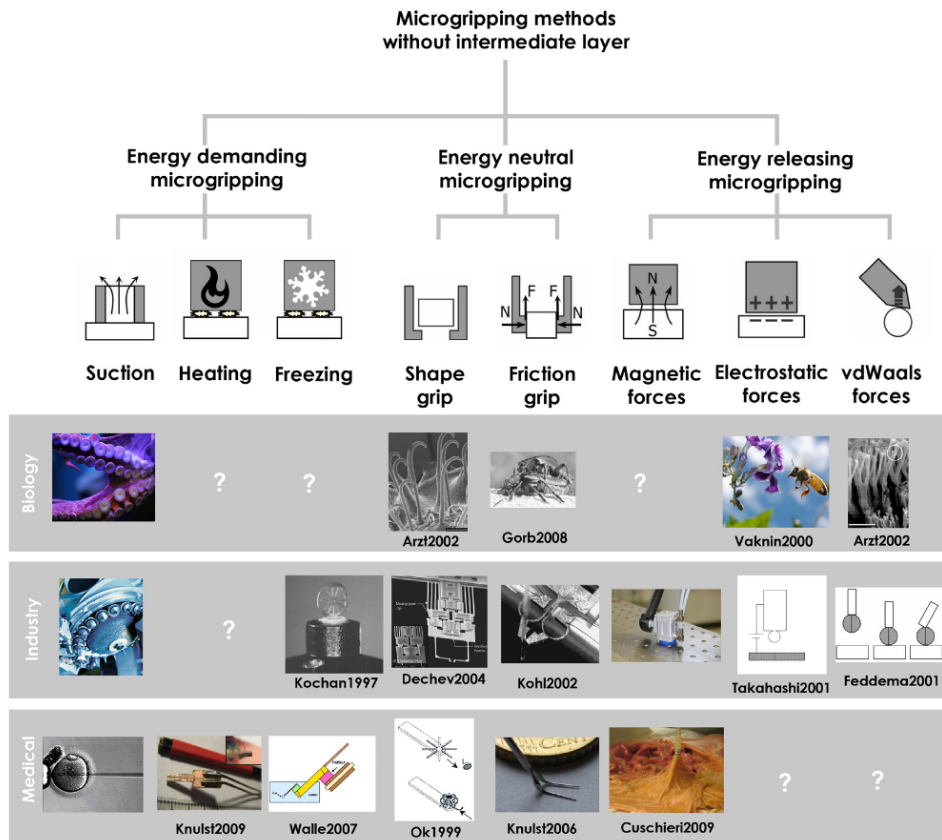 Microgripping methods
without intermediate layer
Energy demanding
microgripping
Energy neutral
microgripping
Energy releasing
microgripping
F F
N N
N
S
+++
Suction
Heating
Freezing
Shape
grip
Friction
grip
Magnetic
forces
Electrostatic
forces
vdWaals
forces
Biology
?
?
?
Arzt2002
Gorb2008
Vaknin2000
Arzt2002
Industry
?
Kochan1997
Dechev2004
Kohl2002
Takahashi2001
Feddema2001
Medical
CENT
?
?
Knulst2009
Walle2007
Ok1999
Knulst2006
Cuschieri2009